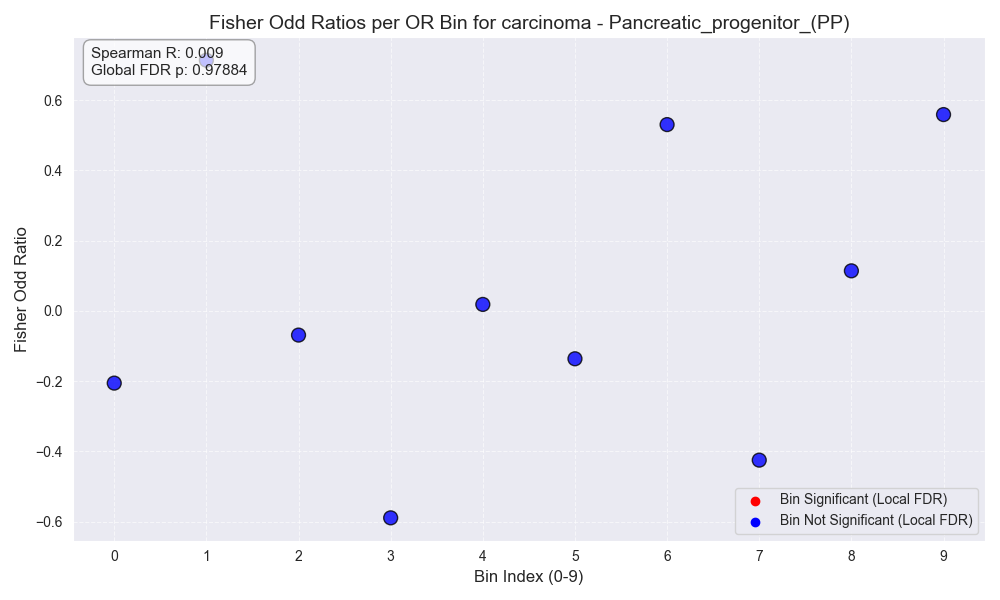 Fisher Odd Ratios per OR Bin for carcinoma - Pancreatic_progenitor_(PP)
Spearman R: 0.009
Global FDR p: 0.97884
Fisher Odd Ratio
0.6
0.4
0.2
0.0
−0.2
−0.4
−0.6
Bin Significant (Local FDR)
Bin Not Significant (Local FDR)
0 1 2 3 4 5 6 7 8 9
Bin Index (0-9)